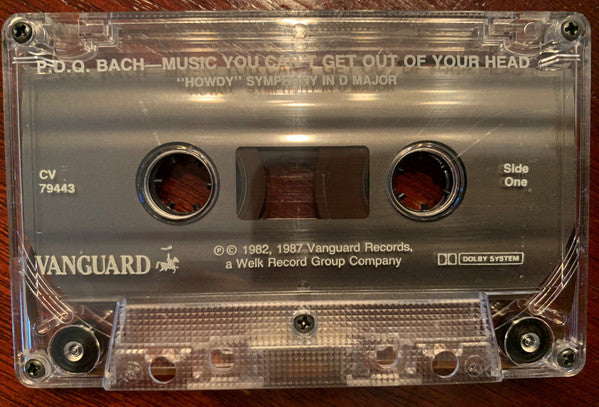 P.D.Q. BACH—MUSIC YOU CAN'T GET OUT OF YOUR HEAD
"HOWDY" SYMPHONY IN D MAJOR
CV
79443
Side
One
VANGUARD
℗ © 1982, 1987 Vanguard Records,
a Welk Record Group Company
DOLBY SYSTEM